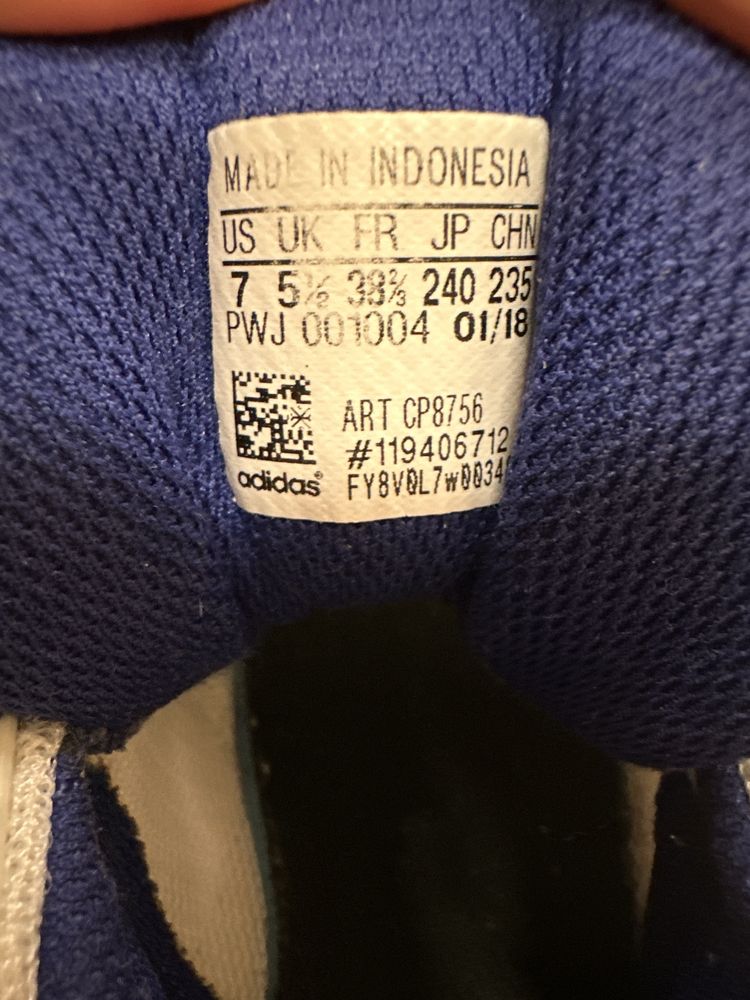 MADE IN INDONESIA
US UK FR JP CHN
7 5½ 38⅔ 240 235
PWJ 001004 01/18
ART CP8756
#119406712
adidas®